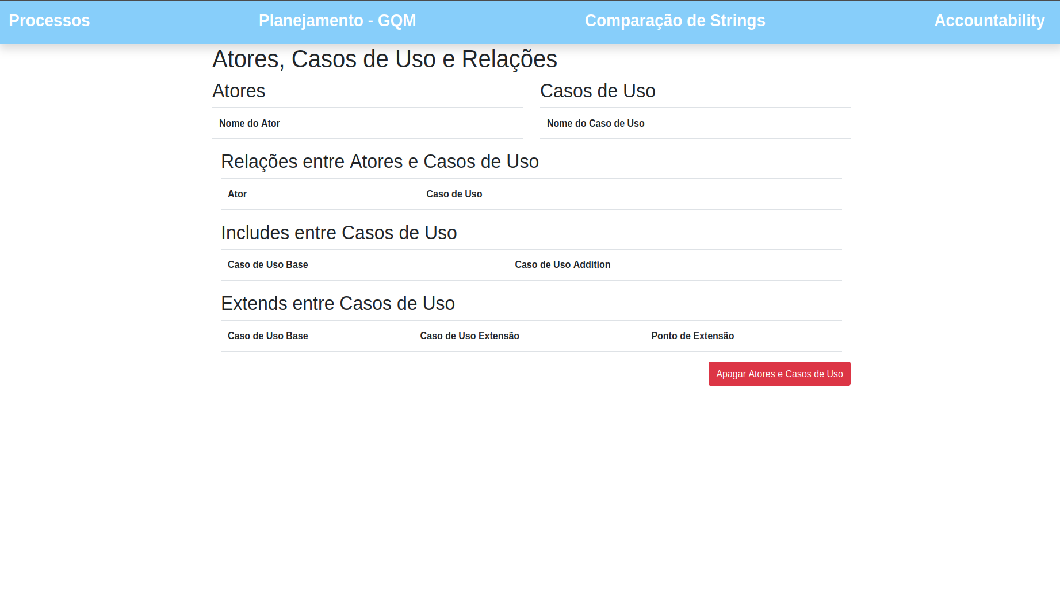 Processos Planejamento - GQM Comparação de Strings Accountability
Atores, Casos de Uso e Relações
Atores Casos de Uso
Nome do Ator Nome do Caso de Uso
Relações entre Atores e Casos de Uso
Ator Caso de Uso
Includes entre Casos de Uso
Caso de Uso Base Caso de Uso Addition
Extends entre Casos de Uso
Caso de Uso Base Caso de Uso Extensão Ponto de Extensão
Apagar Atores e Casos de Uso